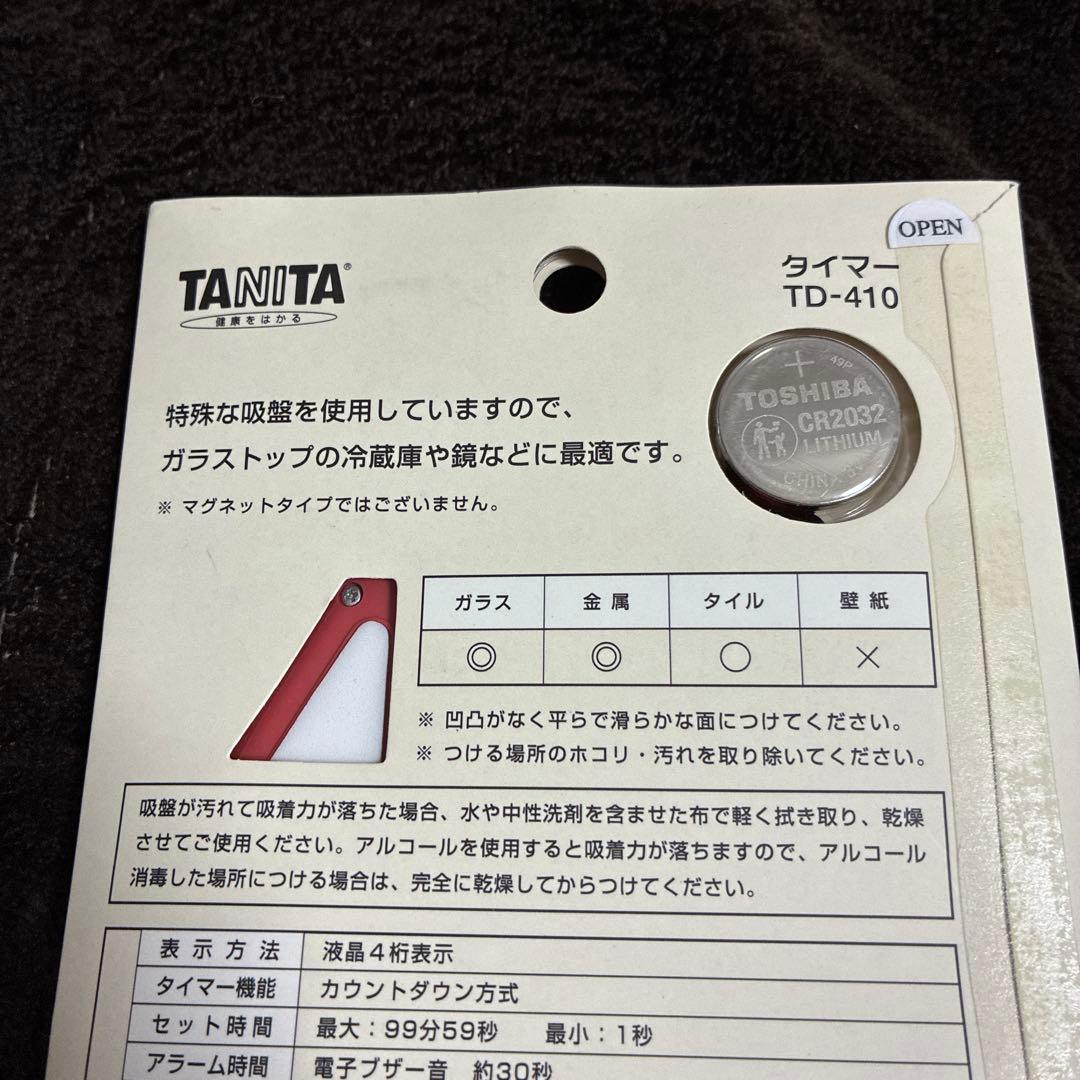 OPEN
TANITA®
健康をはかる
タイマー
TD-410
49P
TOSHIBA
CR2032
LITHIUM
特殊な吸盤を使用していますので、
ガラストップの冷蔵庫や鏡などに最適です。
※ マグネットタイプではございません。
ガラス 金属 タイル 壁紙
◎ ◎ ○ ×
※ 凹凸がなく平らで滑らかな面につけてください。
※ つける場所のホコリ・汚れを取り除いてください。
吸盤が汚れて吸着力が落ちた場合、水や中性洗剤を含ませた布で軽く拭き取り、乾燥
させてご使用ください。アルコールを使用すると吸着力が落ちますので、アルコール
消毒した場所につける場合は、完全に乾燥してからつけてください。
表示方法 液晶4桁表示
タイマー機能 カウントダウン方式
セット時間 最大：99分59秒 最小：1秒
アラーム時間 電子ブザー音 約30秒